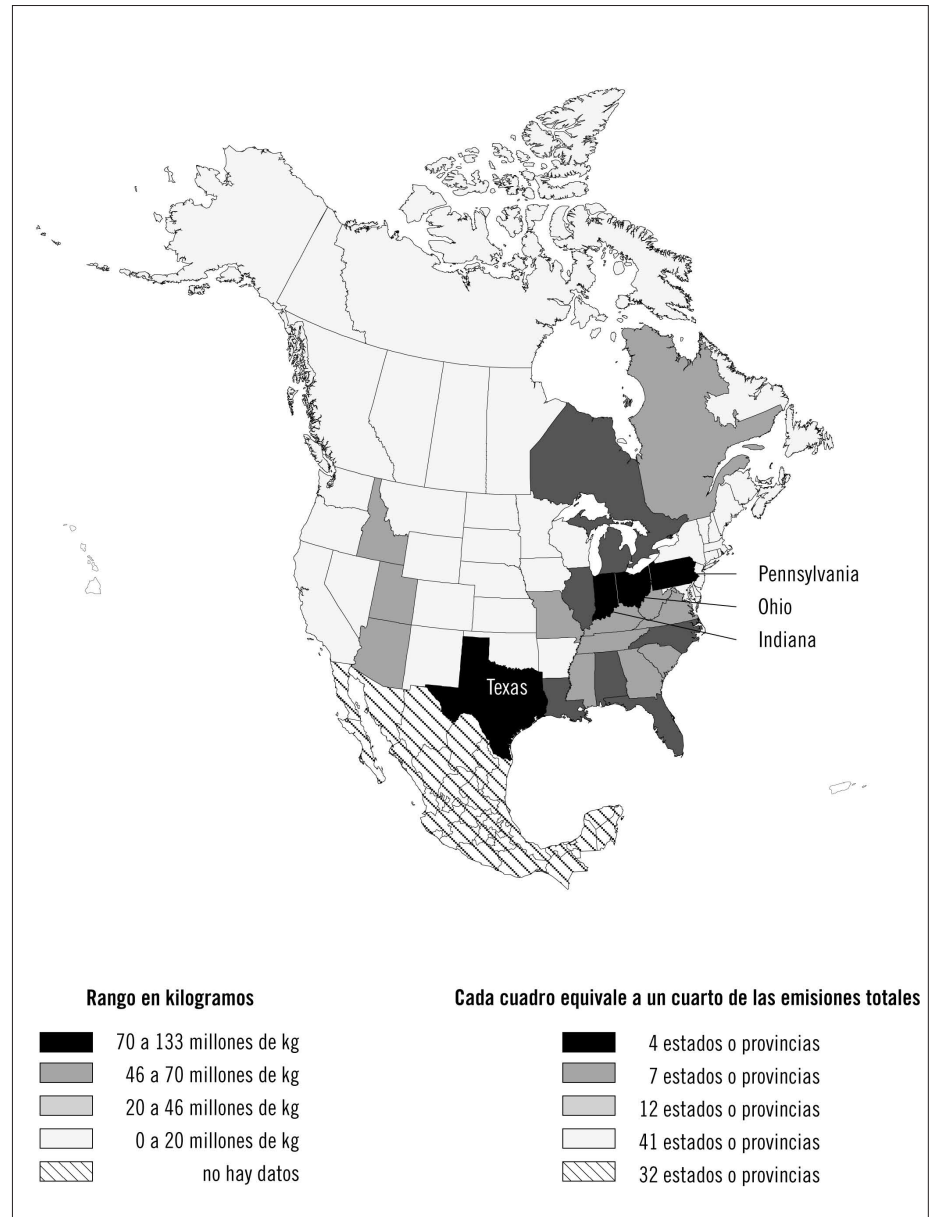 Pennsylvania
Ohio
Indiana
Texas
Rango en kilogramos
70 a 133 millones de kg
46 a 70 millones de kg
20 a 46 millones de kg
0 a 20 millones de kg
no hay datos
Cada cuadro equivale a un cuarto de las emisiones totales
4 estados o provincias
7 estados o provincias
12 estados o provincias
41 estados o provincias
32 estados o provincias